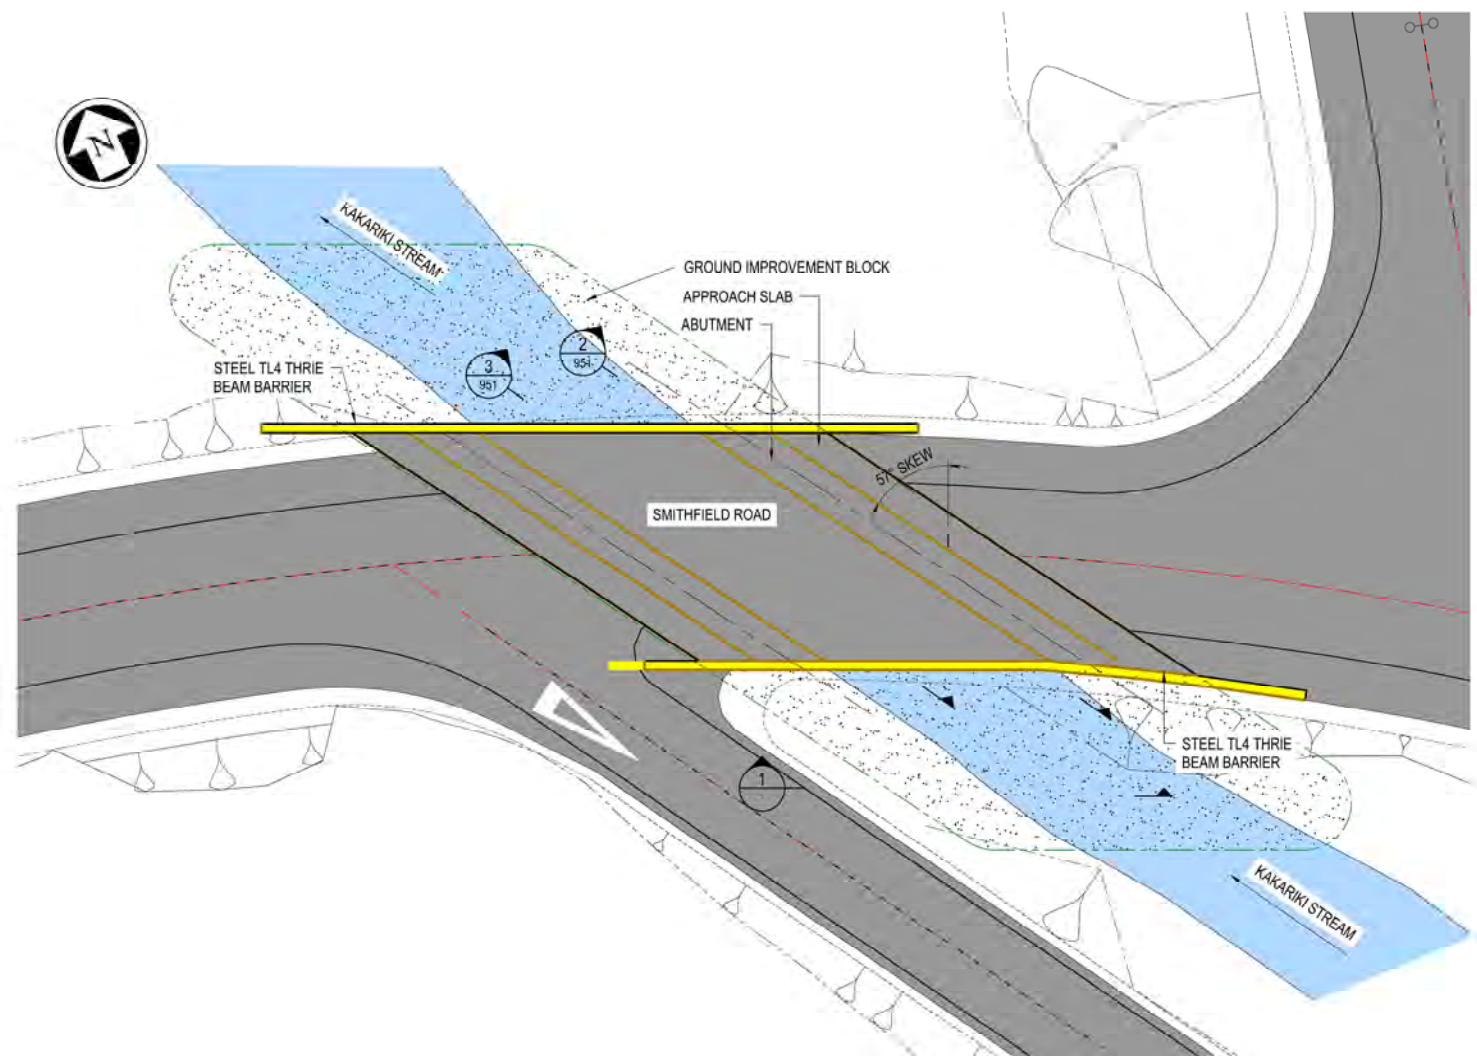 N
KAKARIKI STREAM
GROUND IMPROVEMENT BLOCK
APPROACH SLAB
ABUTMENT
2
951
3
951
STEEL TL4 THRIE
BEAM BARRIER
57° SKEW
SMITHFIELD ROAD
STEEL TL4 THRIE
BEAM BARRIER
1
KAKARIKI STREAM